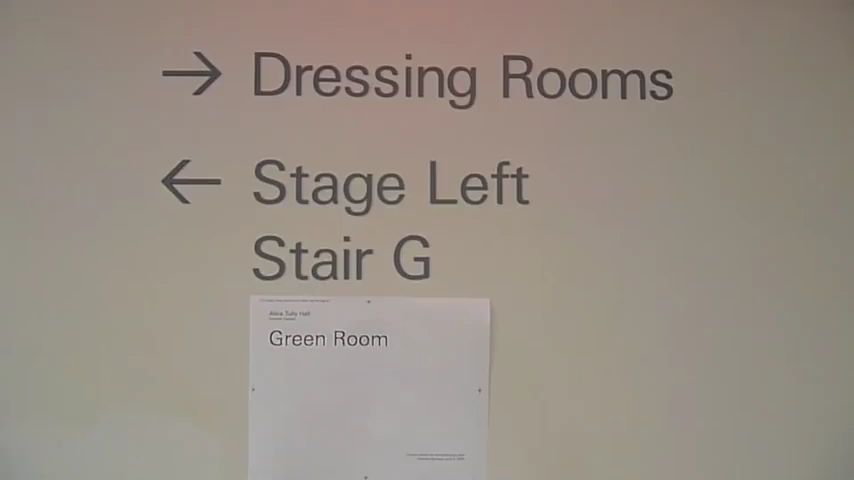 → Dressing Rooms
← Stage Left
Stair G
Alice Tully Hall
Green Room